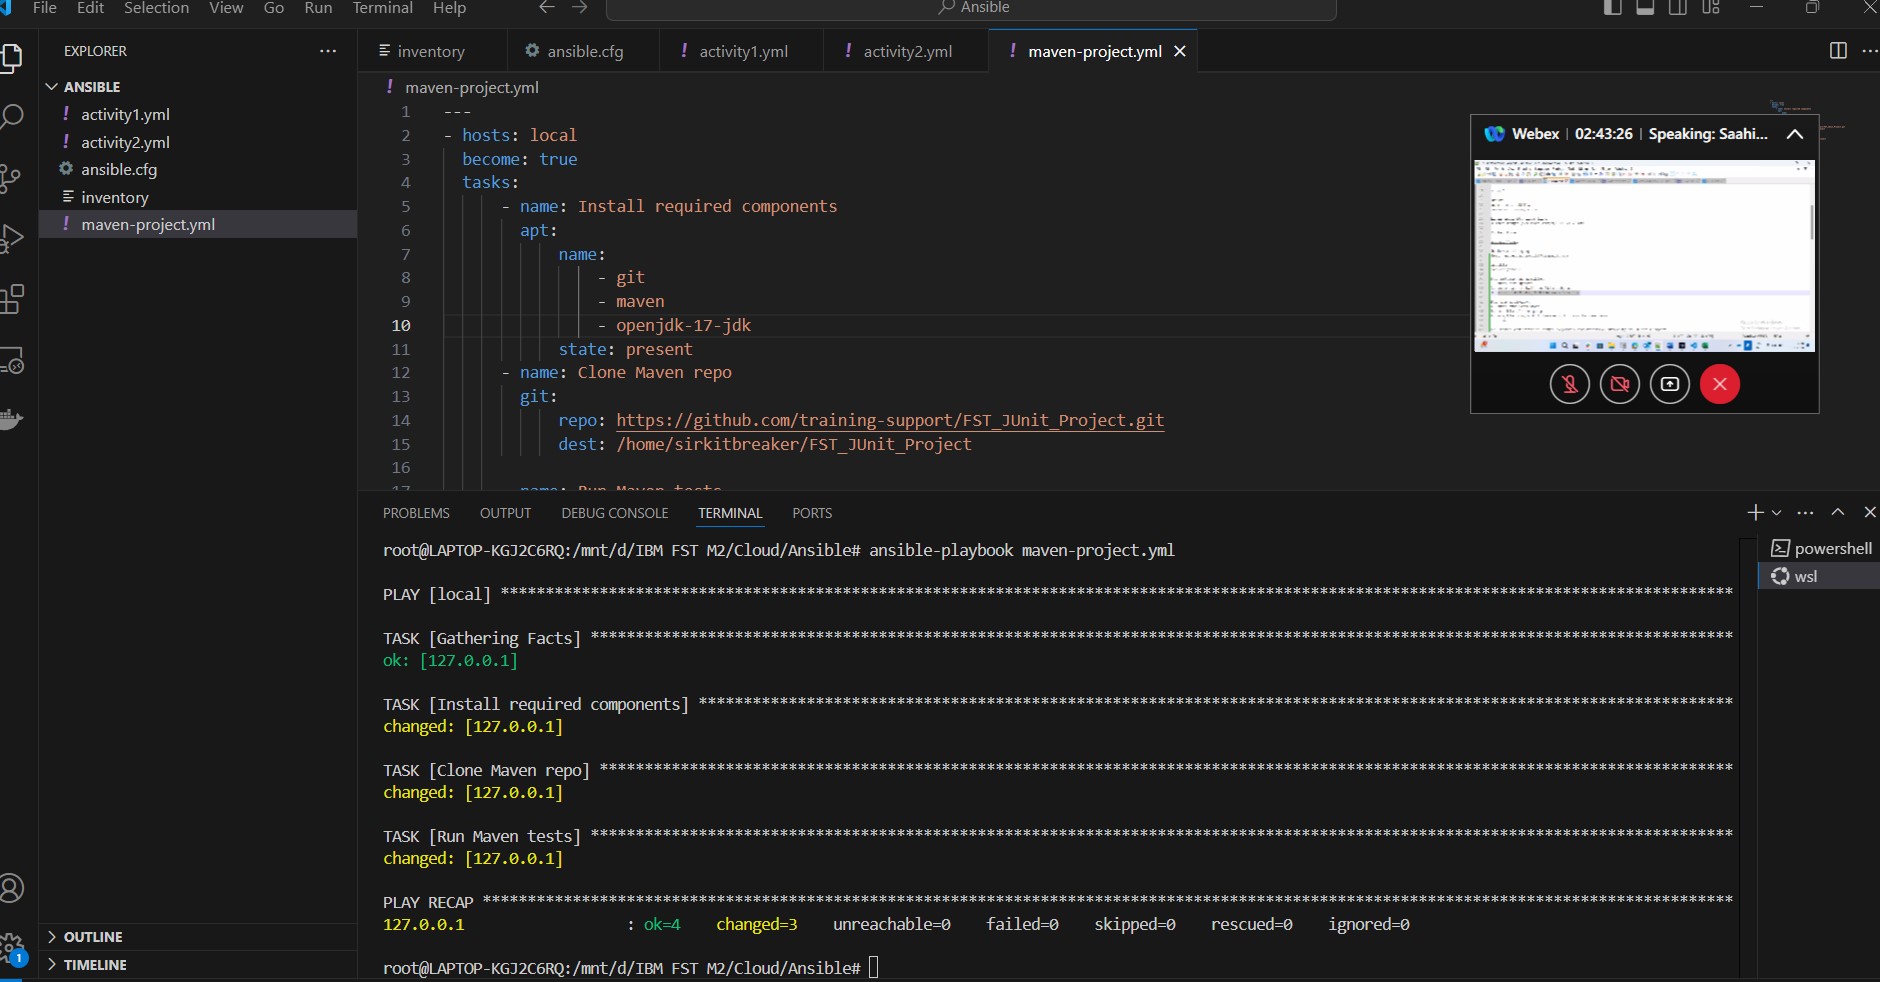 File Edit Selection View Go Run Terminal Help
Ansible
EXPLORER
ANSIBLE
activity1.yml
activity2.yml
ansible.cfg
inventory
maven-project.yml
OUTLINE
TIMELINE
1
inventory
ansible.cfg
activity1.yml
activity2.yml
maven-project.yml
maven-project.yml
1 ---
2 - hosts: local
3 become: true
4 tasks:
5 - name: Install required components
6 apt:
7 name:
8 - git
9 - maven
10 - openjdk-17-jdk
11 state: present
12 - name: Clone Maven repo
13 git:
14 repo: https://github.com/training-support/FST_JUnit_Project.git
15 dest: /home/sirkitbreaker/FST_JUnit_Project
16
17 name: Run Maven tests
Webex | 02:43:26 | Speaking: Saahi...
PROBLEMS OUTPUT DEBUG CONSOLE TERMINAL PORTS
root@LAPTOP-KGJ2C6RQ:/mnt/d/IBM FST M2/Cloud/Ansible# ansible-playbook maven-project.yml
PLAY [local] *****************************************************************************************************************************************
TASK [Gathering Facts] *******************************************************************************************************************************
ok: [127.0.0.1]
TASK [Install required components] *******************************************************************************************************************
changed: [127.0.0.1]
TASK [Clone Maven repo] ******************************************************************************************************************************
changed: [127.0.0.1]
TASK [Run Maven tests] *******************************************************************************************************************************
changed: [127.0.0.1]
PLAY RECAP *******************************************************************************************************************************************
127.0.0.1 : ok=4 changed=3 unreachable=0 failed=0 skipped=0 rescued=0 ignored=0
root@LAPTOP-KGJ2C6RQ:/mnt/d/IBM FST M2/Cloud/Ansible#
powershell
wsl